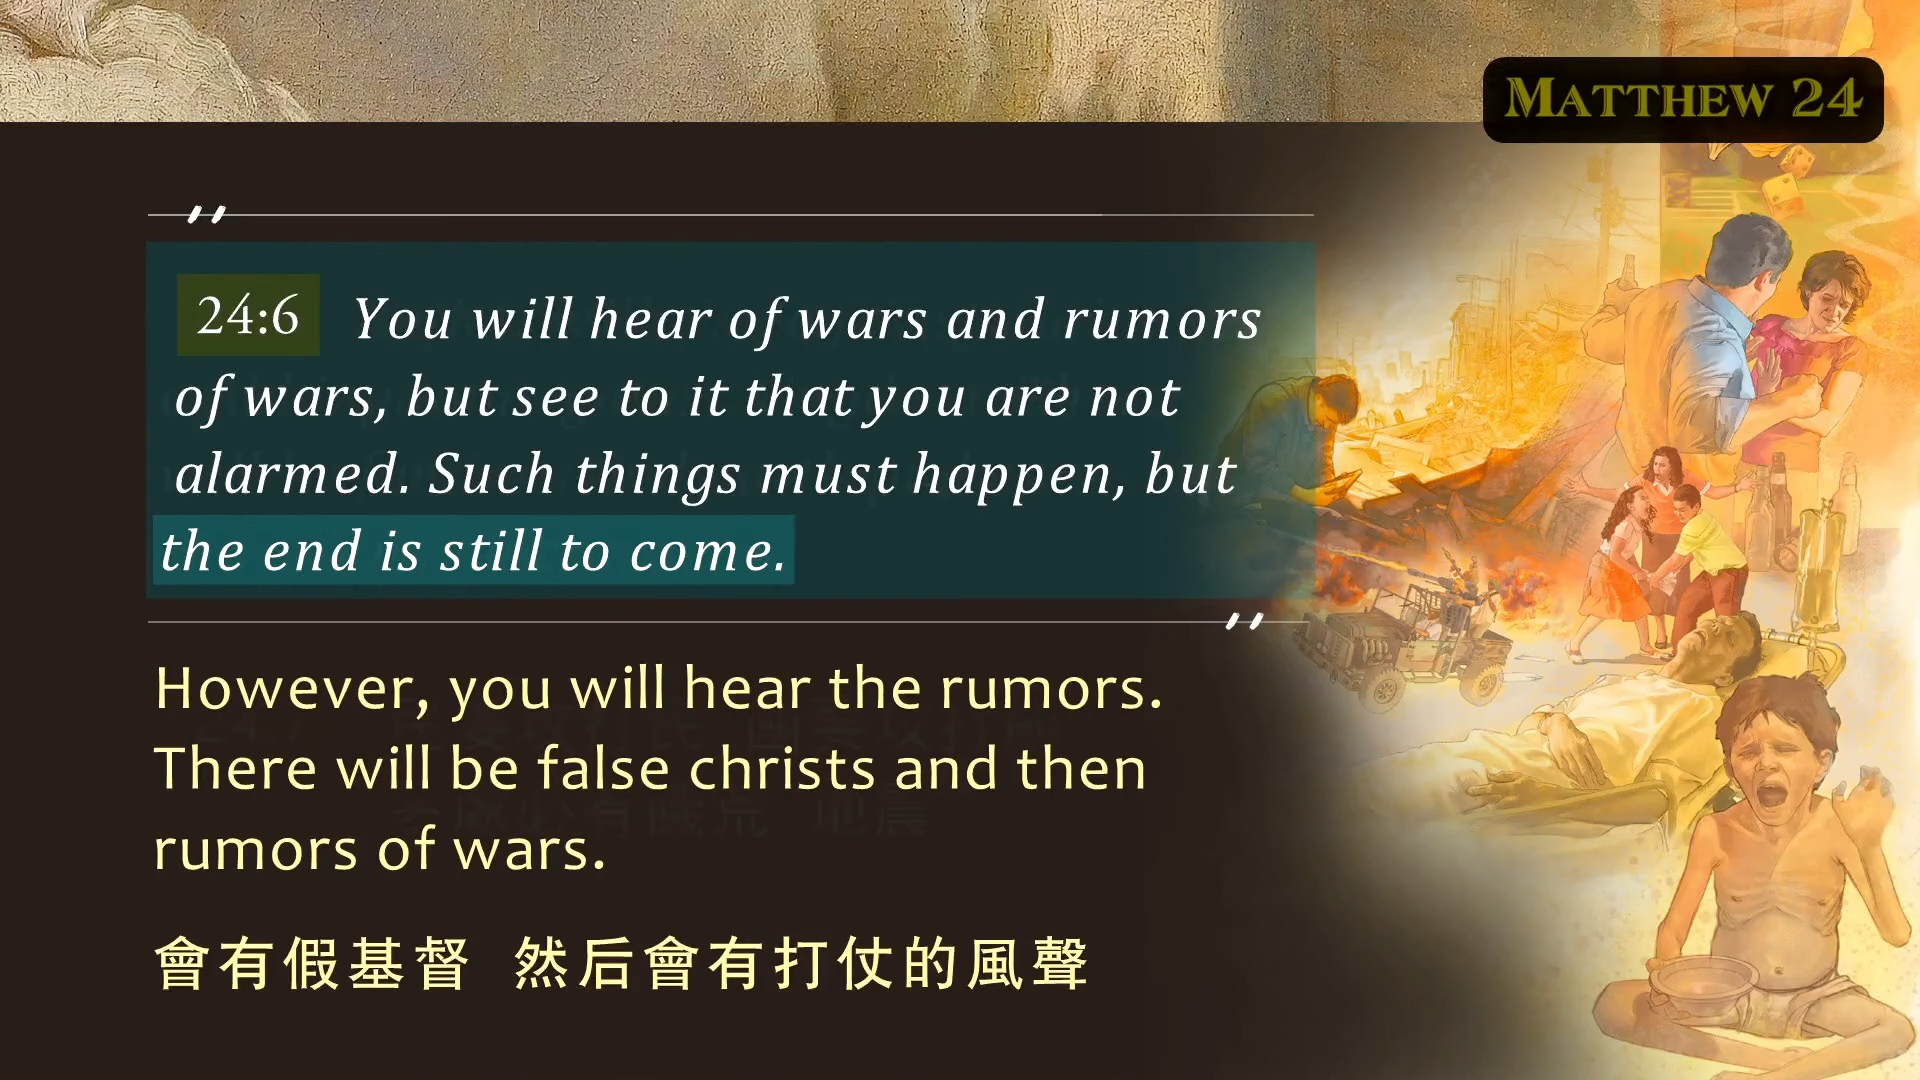 MATTHEW 24
24:6 You will hear of wars and rumors
of wars, but see to it that you are not
alarmed. Such things must happen, but
the end is still to come.
However, you will hear the rumors.
There will be false christs and then
rumors of wars.
會有假基督 然后會有打仗的風聲